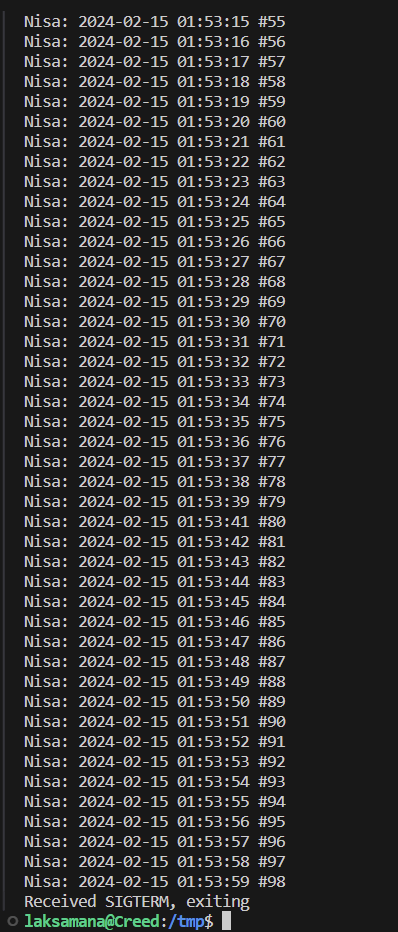 Nisa: 2024-02-15 01:53:15 #55
Nisa: 2024-02-15 01:53:16 #56
Nisa: 2024-02-15 01:53:17 #57
Nisa: 2024-02-15 01:53:18 #58
Nisa: 2024-02-15 01:53:19 #59
Nisa: 2024-02-15 01:53:20 #60
Nisa: 2024-02-15 01:53:21 #61
Nisa: 2024-02-15 01:53:22 #62
Nisa: 2024-02-15 01:53:23 #63
Nisa: 2024-02-15 01:53:24 #64
Nisa: 2024-02-15 01:53:25 #65
Nisa: 2024-02-15 01:53:26 #66
Nisa: 2024-02-15 01:53:27 #67
Nisa: 2024-02-15 01:53:28 #68
Nisa: 2024-02-15 01:53:29 #69
Nisa: 2024-02-15 01:53:30 #70
Nisa: 2024-02-15 01:53:31 #71
Nisa: 2024-02-15 01:53:32 #72
Nisa: 2024-02-15 01:53:33 #73
Nisa: 2024-02-15 01:53:34 #74
Nisa: 2024-02-15 01:53:35 #75
Nisa: 2024-02-15 01:53:36 #76
Nisa: 2024-02-15 01:53:37 #77
Nisa: 2024-02-15 01:53:38 #78
Nisa: 2024-02-15 01:53:39 #79
Nisa: 2024-02-15 01:53:41 #80
Nisa: 2024-02-15 01:53:42 #81
Nisa: 2024-02-15 01:53:43 #82
Nisa: 2024-02-15 01:53:44 #83
Nisa: 2024-02-15 01:53:45 #84
Nisa: 2024-02-15 01:53:46 #85
Nisa: 2024-02-15 01:53:47 #86
Nisa: 2024-02-15 01:53:48 #87
Nisa: 2024-02-15 01:53:49 #88
Nisa: 2024-02-15 01:53:50 #89
Nisa: 2024-02-15 01:53:51 #90
Nisa: 2024-02-15 01:53:52 #91
Nisa: 2024-02-15 01:53:53 #92
Nisa: 2024-02-15 01:53:54 #93
Nisa: 2024-02-15 01:53:55 #94
Nisa: 2024-02-15 01:53:56 #95
Nisa: 2024-02-15 01:53:57 #96
Nisa: 2024-02-15 01:53:58 #97
Nisa: 2024-02-15 01:53:59 #98
Received SIGTERM, exiting
laksamana@Creed:/tmp$